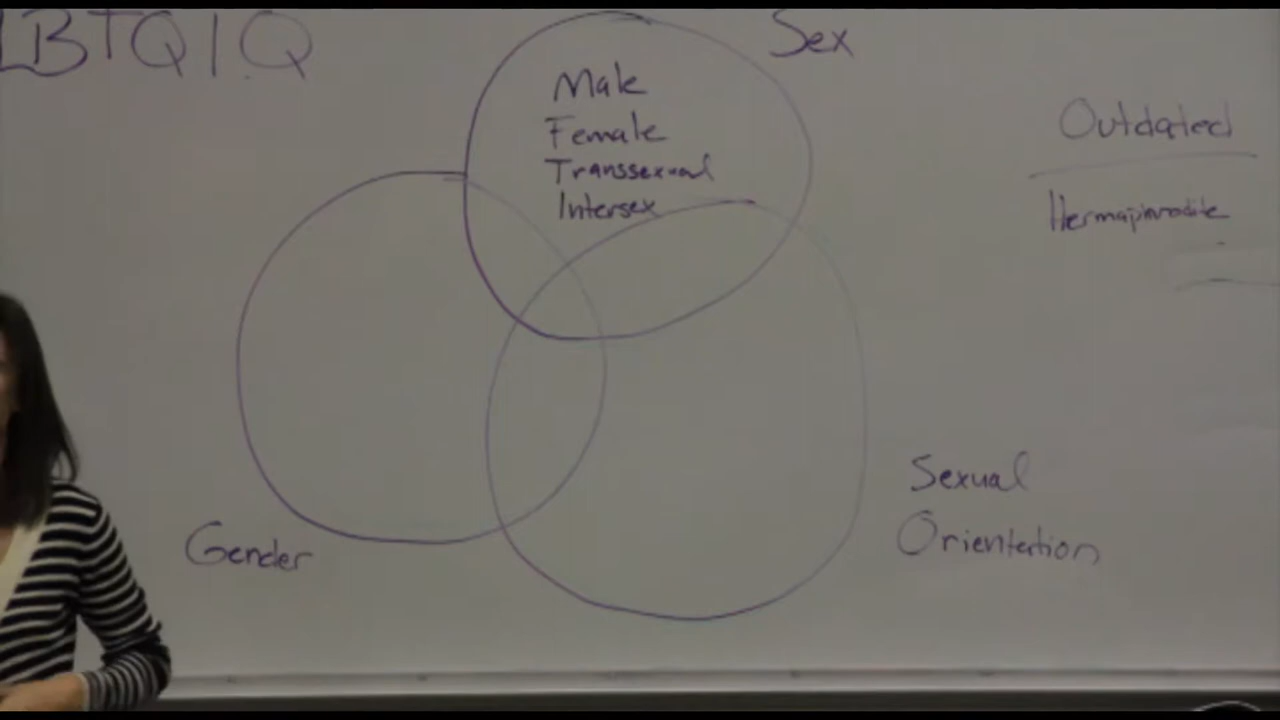 LBTQIQ
Sex
Male
Female
Transsexual
Intersex
Outdated
Hermaphrodite
Gender
Sexual
Orientation